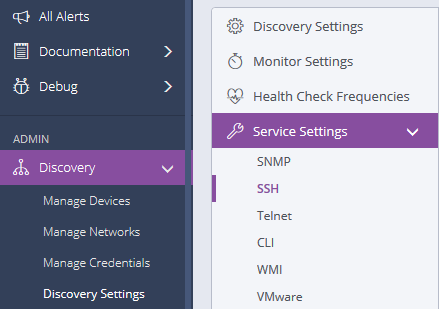 All Alerts
Documentation
Debug
ADMIN
Discovery
Manage Devices
Manage Networks
Manage Credentials
Discovery Settings
Discovery Settings
Monitor Settings
Health Check Frequencies
Service Settings
SNMP
SSH
Telnet
CLI
WMI
VMware